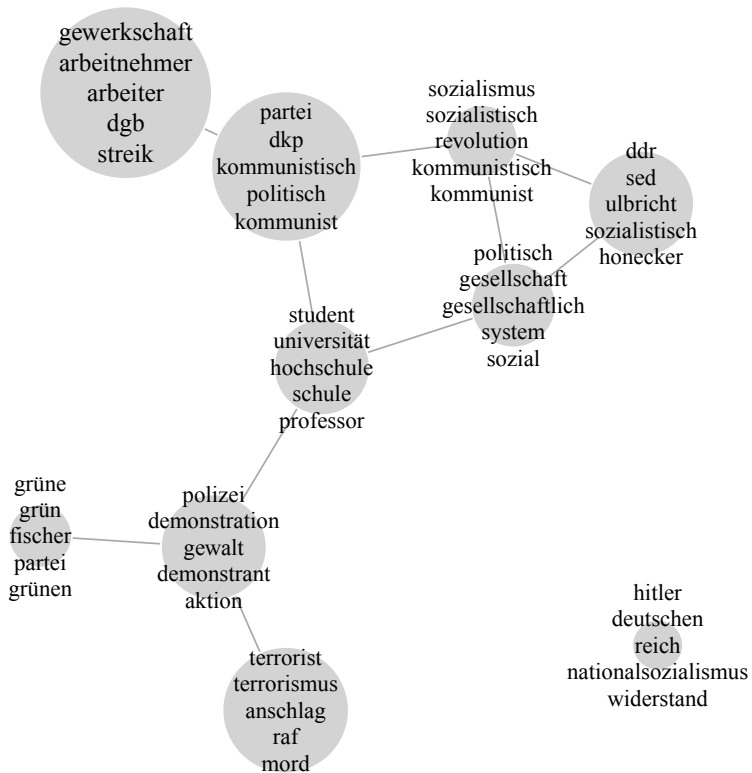 gewerkschaft
arbeitnehmer
arbeiter
dgb
streik
partei
dkp
kommunistisch
politisch
kommunist
sozialismus
sozialistisch
revolution
kommunistisch
kommunist
ddr
sed
ulbricht
sozialistisch
honecker
politisch
gesellschaft
gesellschaftlich
system
sozial
student
universität
hochschule
schule
professor
grüne
grün
fischer
partei
grünen
polizei
demonstration
gewalt
demonstrant
aktion
hitler
deutschen
reich
nationalsozialismus
widerstand
terrorist
terrorismus
anschlag
raf
mord